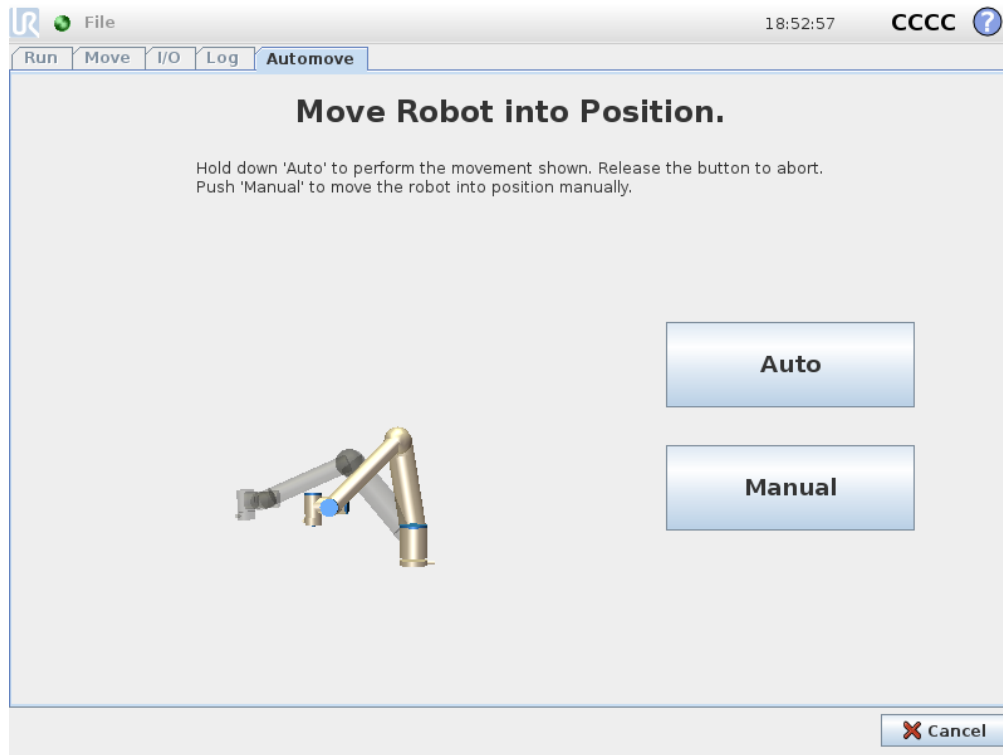 UR File 18:52:57 CCCC ?
Run Move I/O Log Automove
Move Robot into Position.
Hold down 'Auto' to perform the movement shown. Release the button to abort.
Push 'Manual' to move the robot into position manually.
Auto
Manual
Cancel